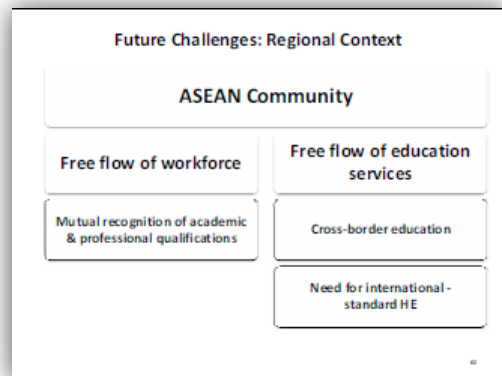 Future Challenges: Regional Context
ASEAN Community
Free flow of workforce
Free flow of education
services
Mutual recognition of academic
& professional qualifications
Cross-border education
Need for international -
standard HE